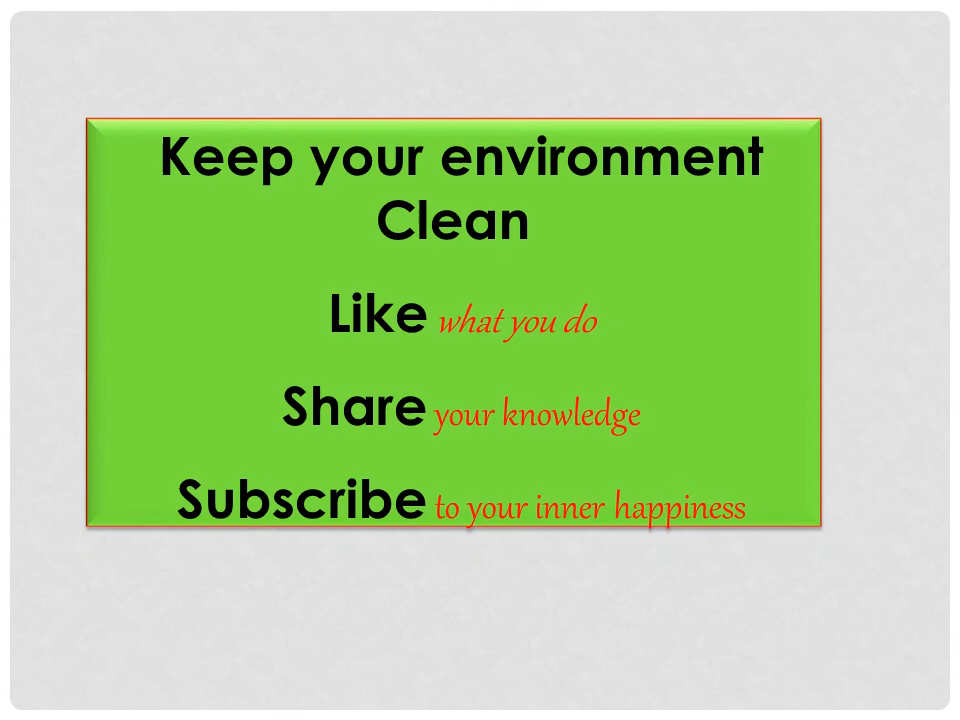 Keep your environment
Clean
Like what you do
Share your knowledge
Subscribe to your inner happiness